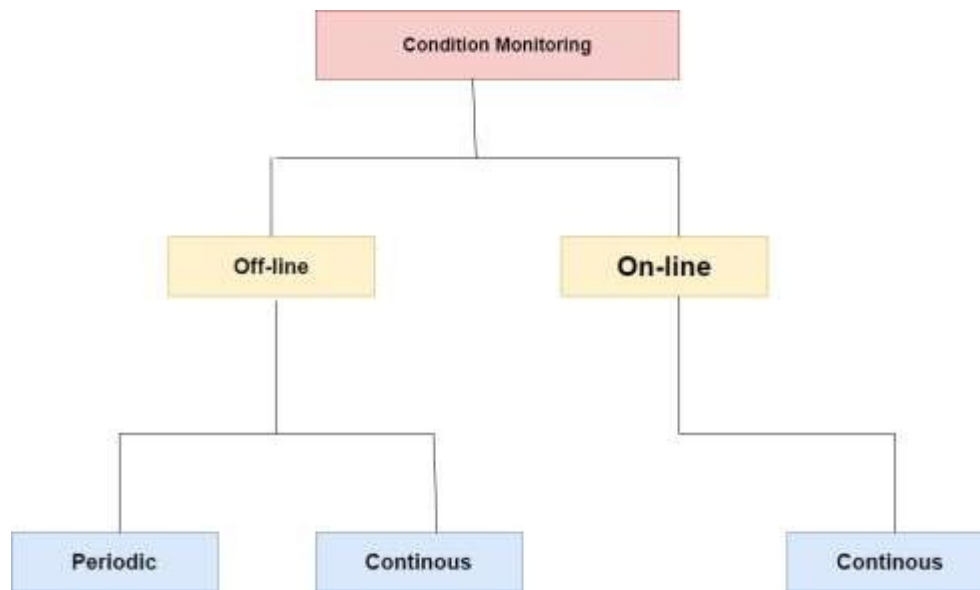 Condition Monitoring
Off-line
On-line
Periodic
Continous
Continous